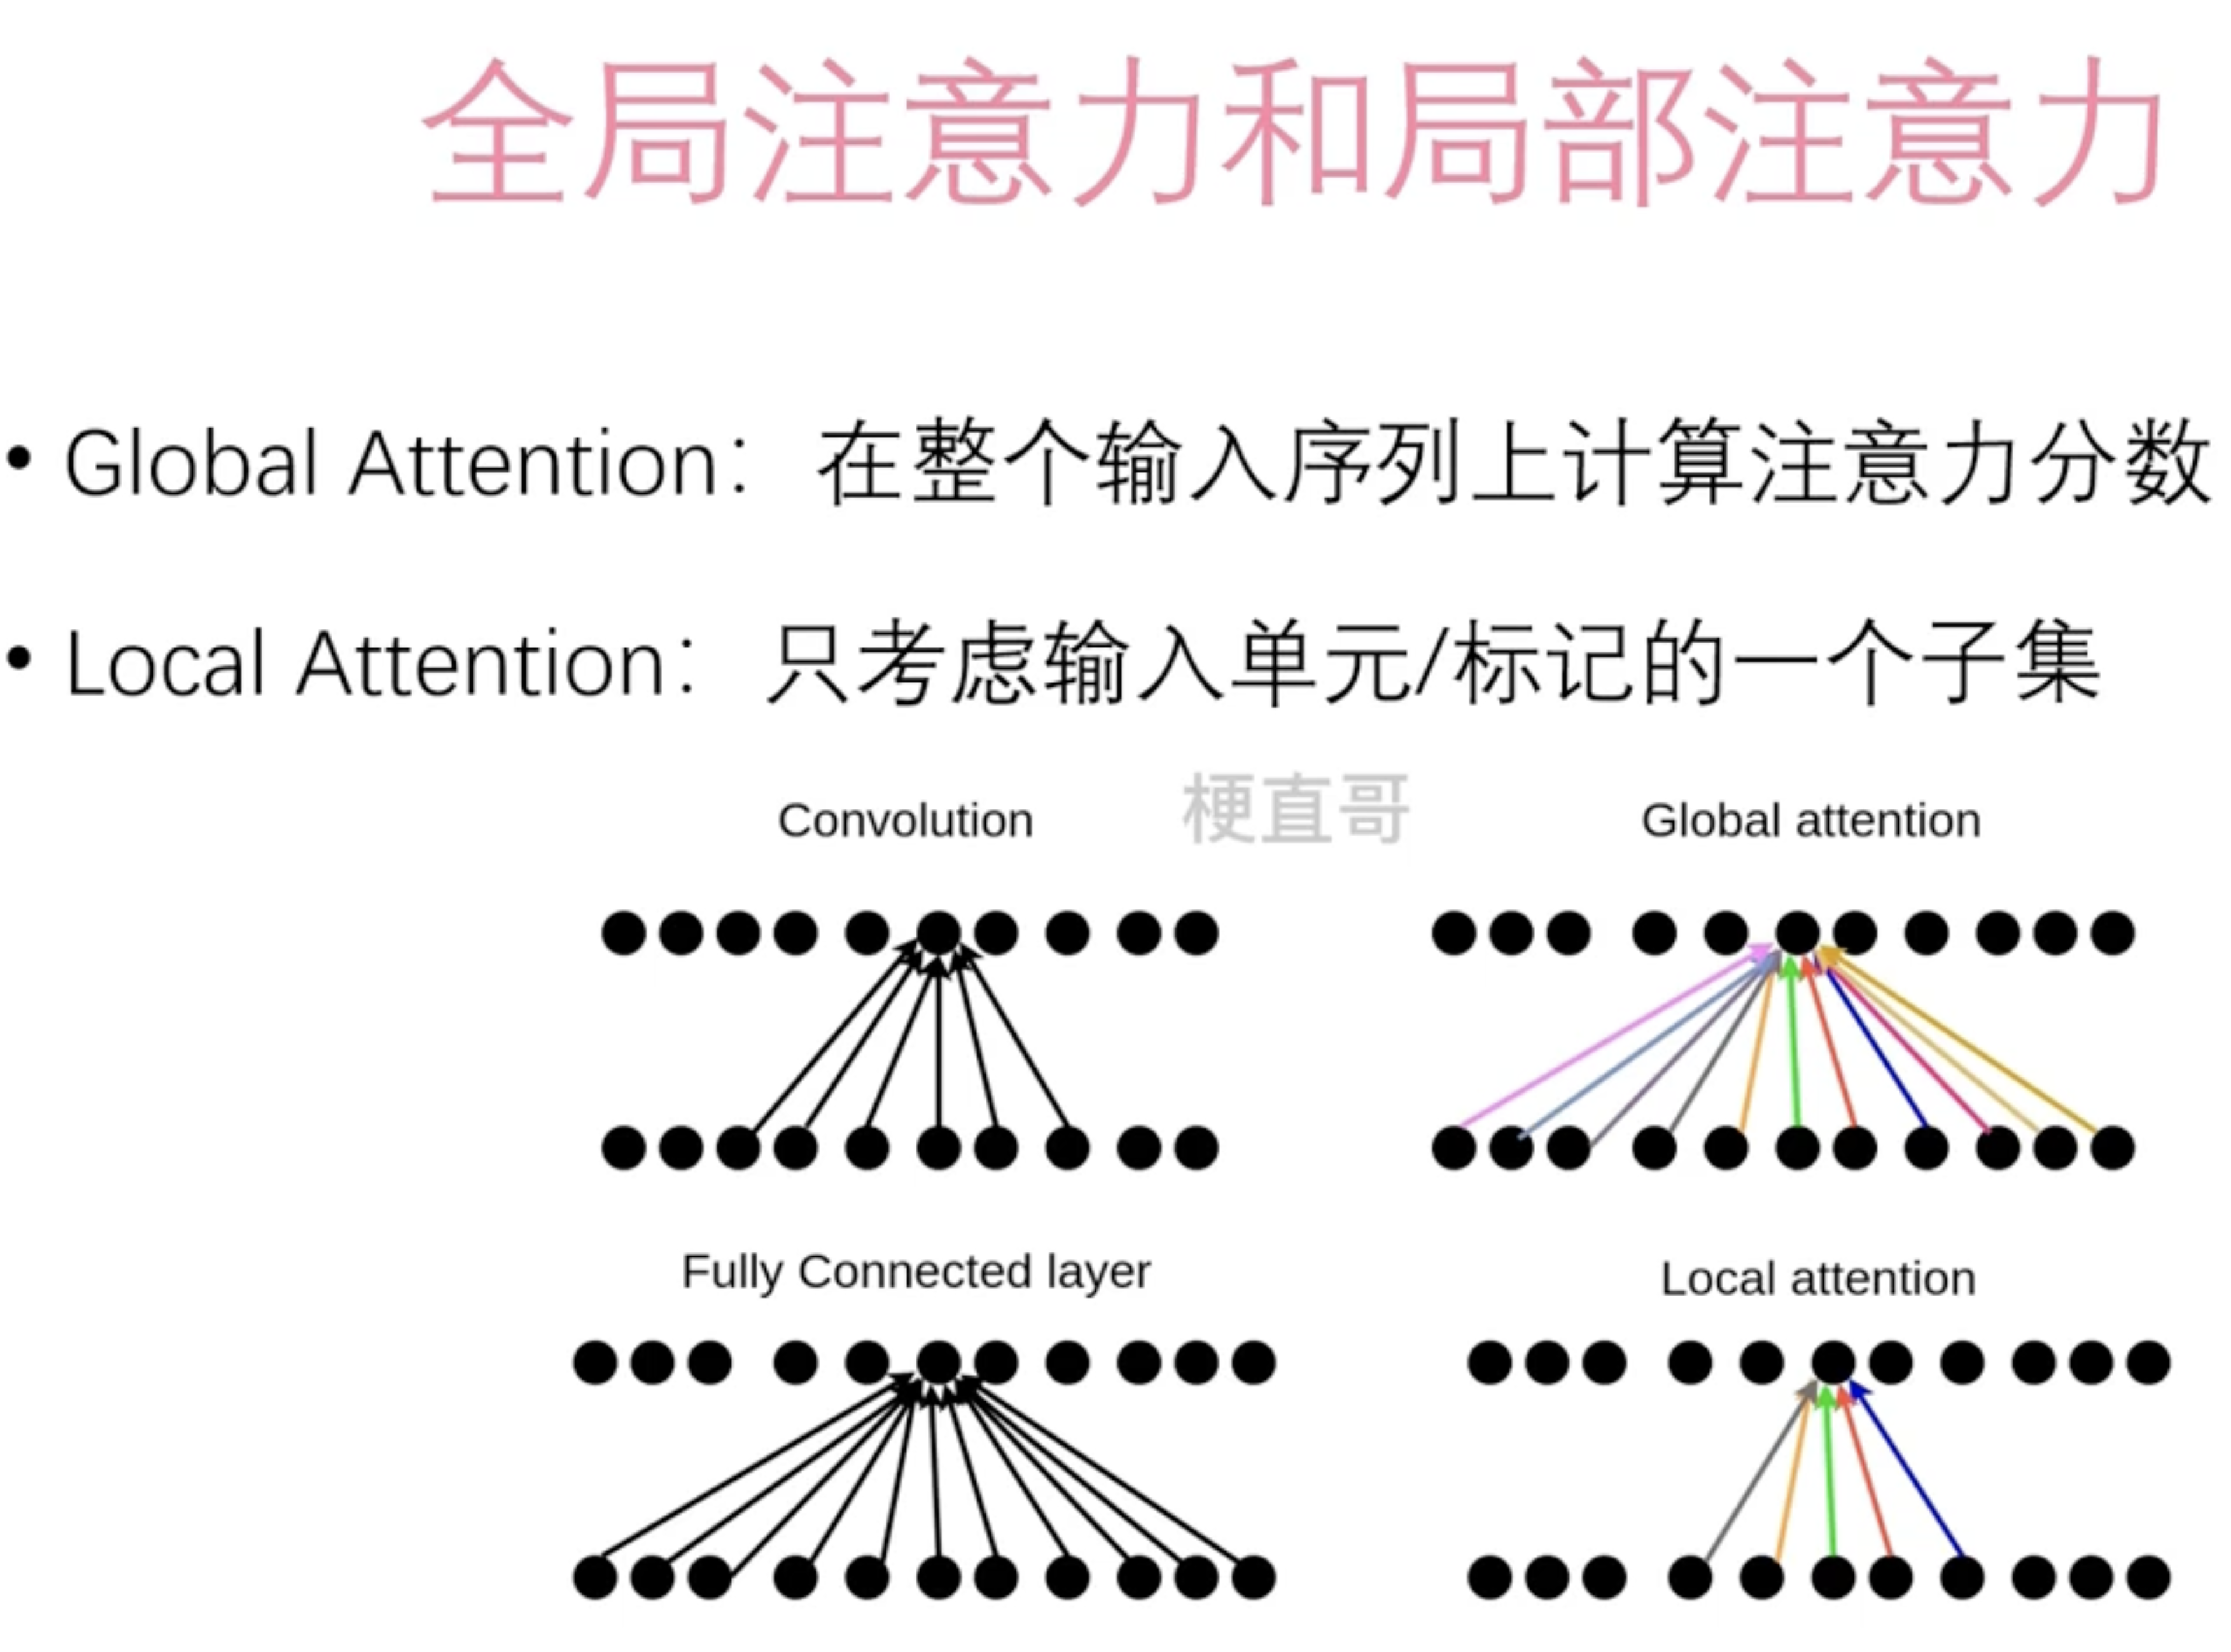 全局注意力和局部注意力
• Global Attention：在整个输入序列上计算注意力分数
• Local Attention：只考虑输入单元/标记的一个子集
梗直哥
Convolution
Global attention
Fully Connected layer
Local attention